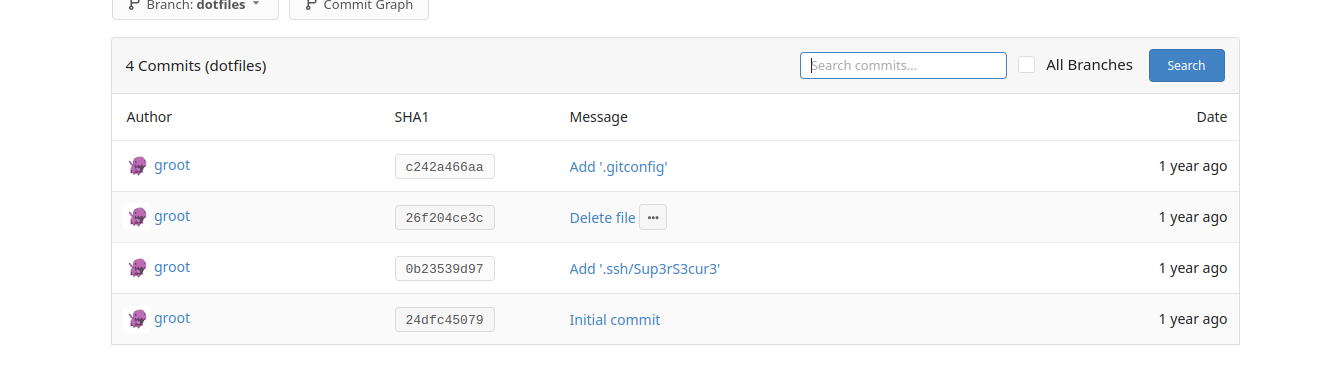 Branch: dotfiles Commit Graph
4 Commits (dotfiles) Search commits... All Branches Search
Author SHA1 Message Date
groot c242a466aa Add '.gitconfig' 1 year ago
groot 26f204ce3c Delete file ... 1 year ago
groot 0b23539d97 Add '.ssh/Sup3rS3cur3' 1 year ago
groot 24dfc45079 Initial commit 1 year ago